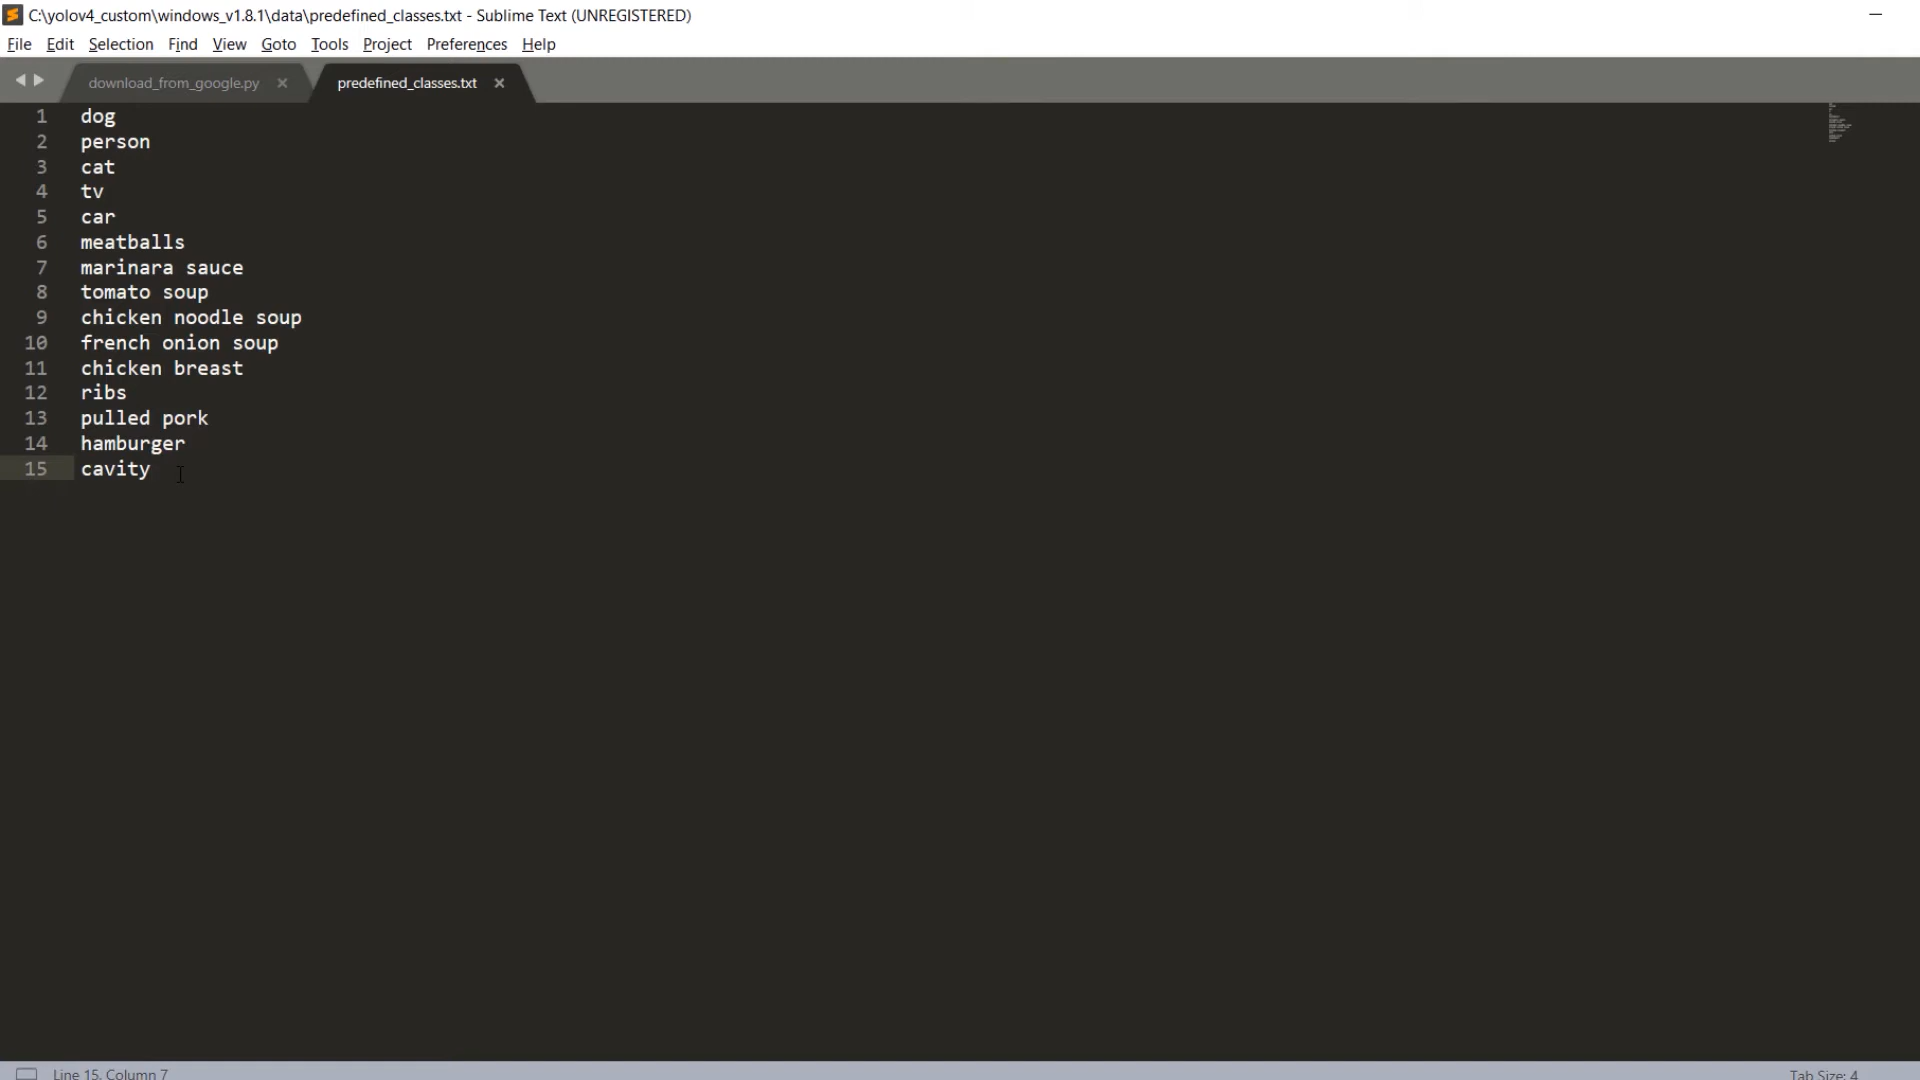 C:\yolov4_custom\windows_v1.8.1\data\predefined_classes.txt - Sublime Text (UNREGISTERED)
File Edit Selection Find View Goto Tools Project Preferences Help
download_from_google.py predefined_classes.txt
1 dog
2 person
3 cat
4 tv
5 car
6 meatballs
7 marinara sauce
8 tomato soup
9 chicken noodle soup
10 french onion soup
11 chicken breast
12 ribs
13 pulled pork
14 hamburger
15 cavity
Line 15, Column 7 Tab Size: 4